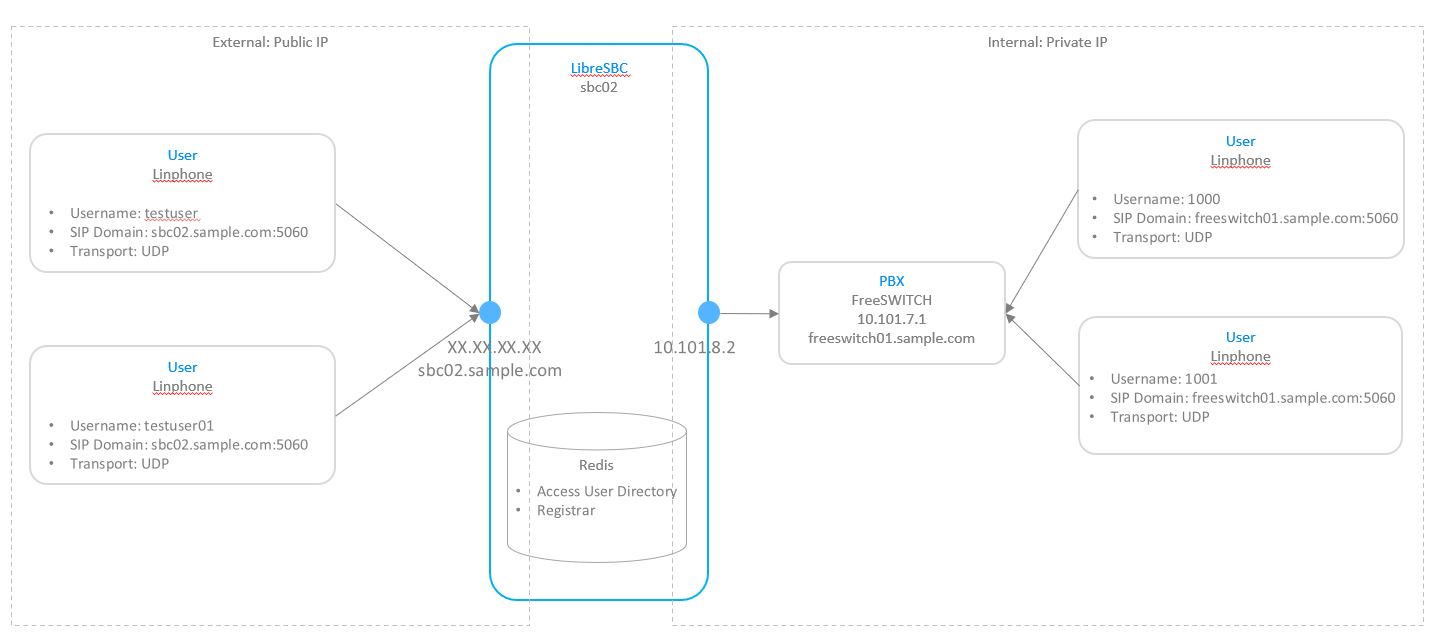 External: Public IP
Internal: Private IP
LibreSBC
sbc02
User
Linphone
• Username: testuser
• SIP Domain: sbc02.sample.com:5060
• Transport: UDP
User
Linphone
• Username: testuser01
• SIP Domain: sbc02.sample.com:5060
• Transport: UDP
XX.XX.XX.XX
sbc02.sample.com
10.101.8.2
Redis
• Access User Directory
• Registrar
PBX
FreeSWITCH
10.101.7.1
freeswitch01.sample.com
User
Linphone
• Username: 1000
• SIP Domain: freeswitch01.sample.com:5060
• Transport: UDP
User
Linphone
• Username: 1001
• SIP Domain: freeswitch01.sample.com:5060
• Transport: UDP